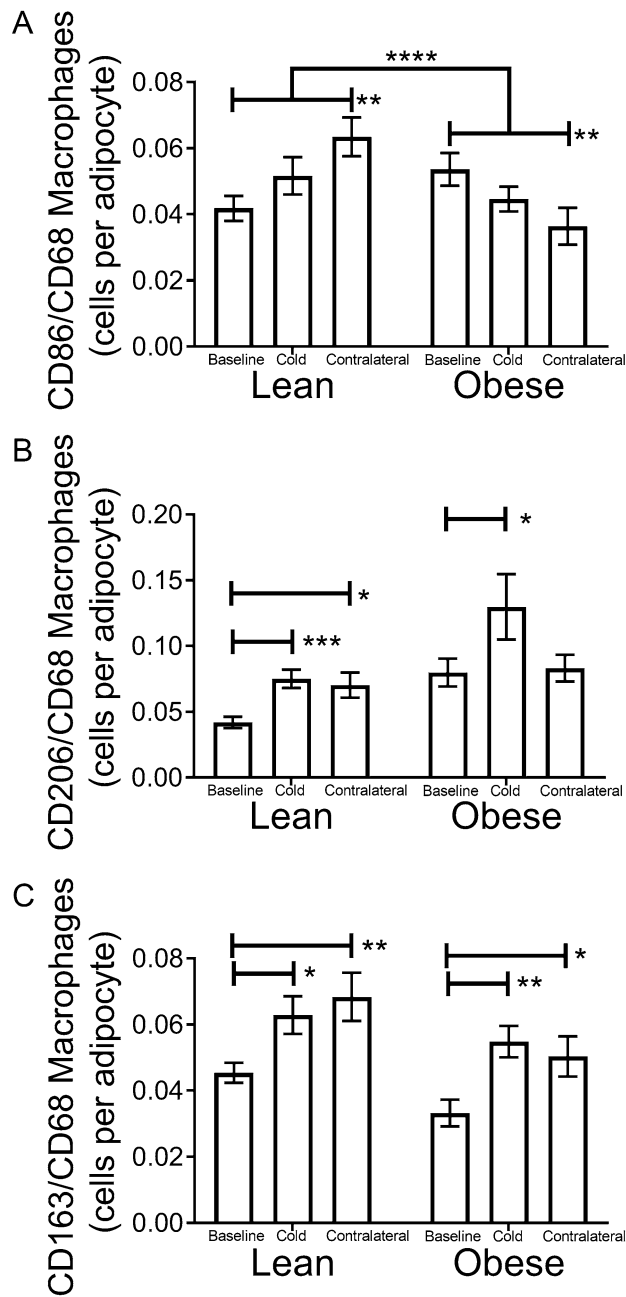 A
CD86/CD68 Macrophages
(cells per adipocyte)
****
**
**
0.08
0.06
0.04
0.02
0.00
Baseline Cold Contralateral Baseline Cold Contralateral
Lean Obese
B
CD206/CD68 Macrophages
(cells per adipocyte)
*
*
***
0.20
0.15
0.10
0.05
0.00
Baseline Cold Contralateral Baseline Cold Contralateral
Lean Obese
C
CD163/CD68 Macrophages
(cells per adipocyte)
**
*
*
**
0.08
0.06
0.04
0.02
0.00
Baseline Cold Contralateral Baseline Cold Contralateral
Lean Obese